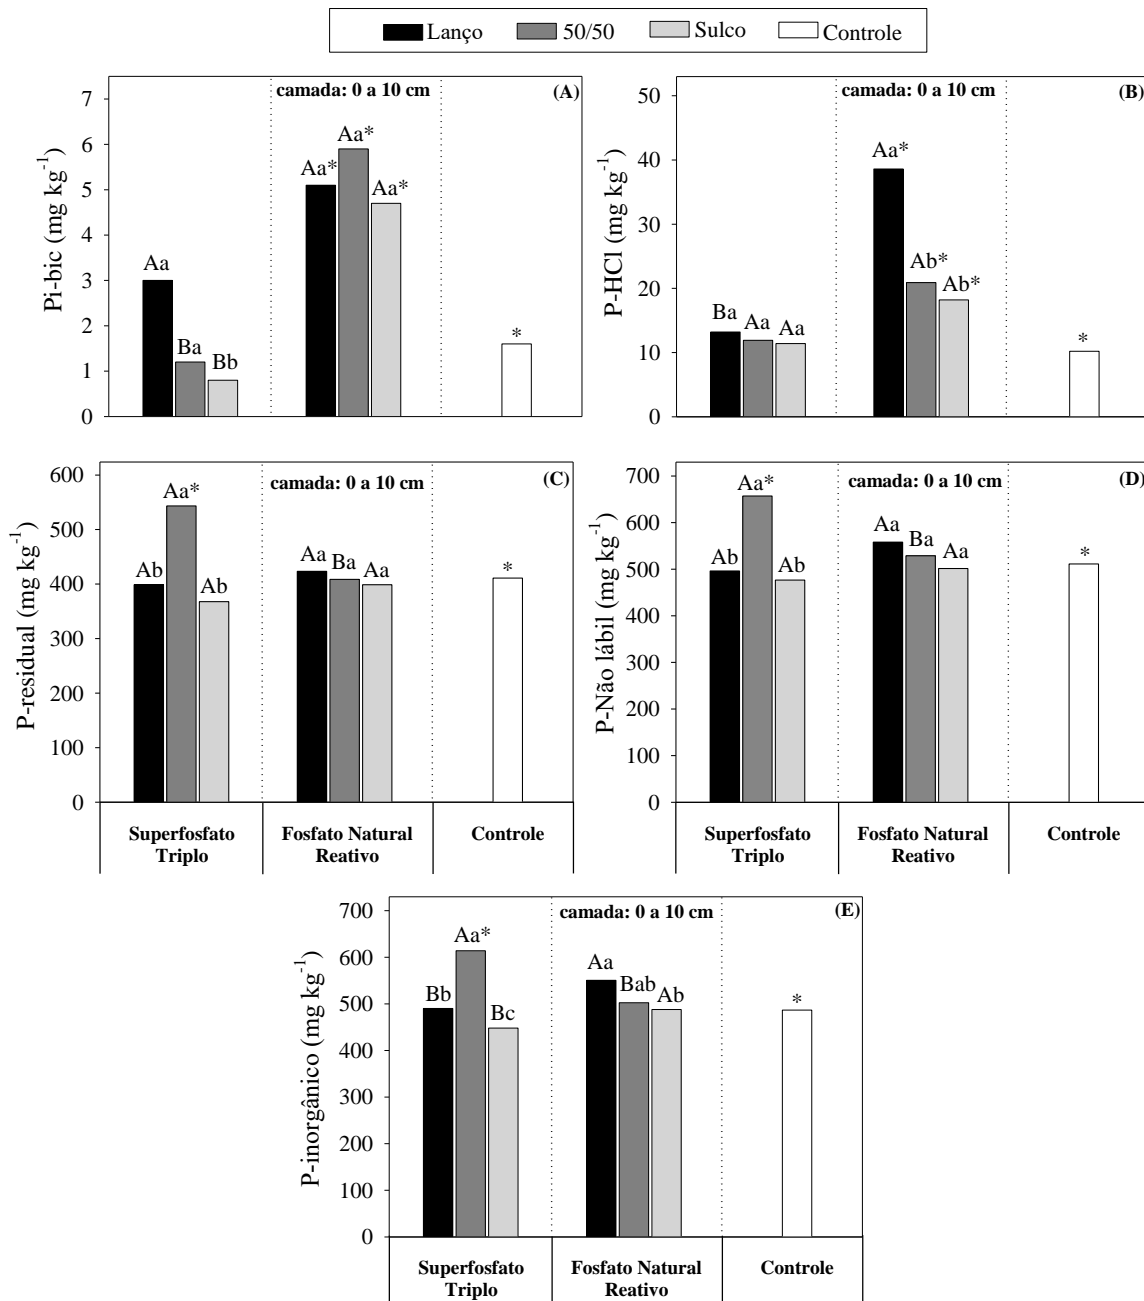 Lanço 50/50 Sulco Controle
camada: 0 a 10 cm (A)
Pi-bic (mg kg⁻¹)
7
6
5
4
3
2
1
0
Aa Ba Bb
Aa* Aa* Aa*
*
camada: 0 a 10 cm (B)
P-HCl (mg kg⁻¹)
50
40
30
20
10
0
Ba Aa Aa
Aa* Ab* Ab*
*
camada: 0 a 10 cm (C)
P-residual (mg kg⁻¹)
600
500
400
300
200
100
0
Ab Aa* Ab
Aa Ba Aa
*
Superfosfato
Triplo
Fosfato Natural
Reativo
Controle
camada: 0 a 10 cm (D)
P-Não lábil (mg kg⁻¹)
700
600
500
400
300
200
100
0
Ab Aa* Ab
Aa Ba Aa
*
Superfosfato
Triplo
Fosfato Natural
Reativo
Controle
camada: 0 a 10 cm (E)
P-inorgânico (mg kg⁻¹)
700
600
500
400
300
200
100
0
Bb Aa* Bc
Aa Bab Ab
*
Superfosfato
Triplo
Fosfato Natural
Reativo
Controle